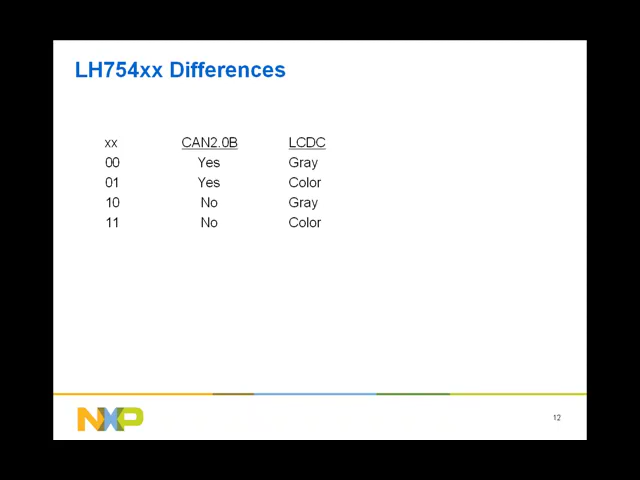 LH754xx Differences
xx CAN2.0B LCDC
00 Yes Gray
01 Yes Color
10 No Gray
11 No Color
NXP
12